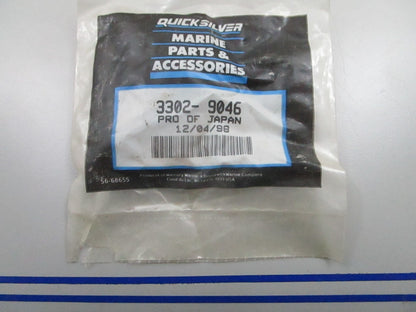 QUICKSILVER
MARINE
PARTS &
ACCESSORIES
3302- 9046
PRO OF JAPAN
12/04/98
56-68655